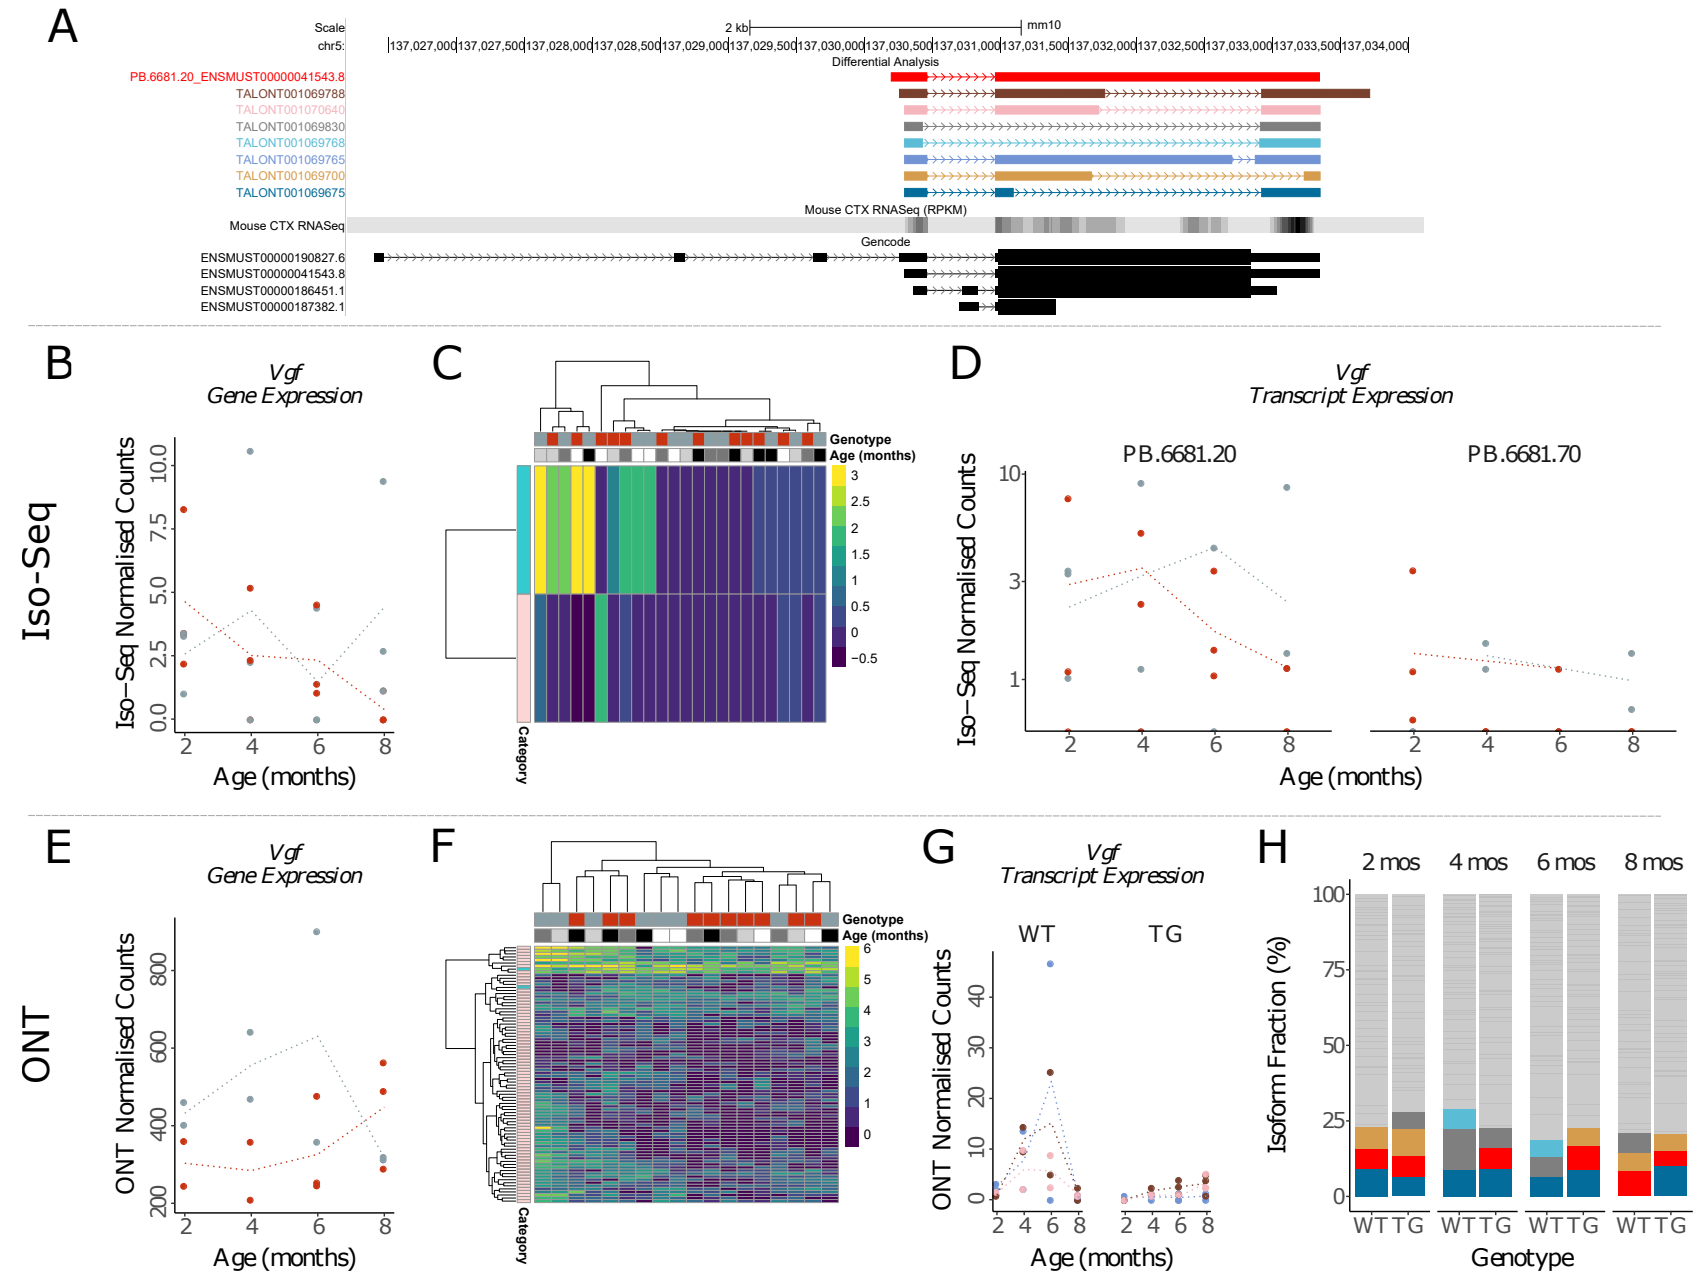 A
Scale
2 kb
mm10
chr5:
137,027,000
137,027,500
137,028,000
137,028,500
137,029,000
137,029,500
137,030,000
137,030,500
137,031,000
137,031,500
137,032,000
137,032,500
137,033,000
137,033,500
137,034,000
Differential Analysis
PB.6681.20_ENSMUST00000041543.8
TALONT001069788
TALONT001070640
TALONT001069830
TALONT001069768
TALONT001069765
TALONT001069700
TALONT001069675
Mouse CTX RNASeq (RPKM)
Mouse CTX RNASeq
Gencode
ENSMUST00000190827.6
ENSMUST00000041543.8
ENSMUST00000186451.1
ENSMUST00000187382.1
Iso-Seq
B
Vgf
Gene Expression
Iso-Seq Normalised Counts
10.0
7.5
5.0
2.5
0.0
2 4 6 8
Age (months)
C
Genotype
Age (months)
3
2.5
2
1.5
1
0.5
0
−0.5
Category
D
Vgf
Transcript Expression
PB.6681.20
PB.6681.70
Iso-Seq Normalised Counts
10
3
1
2 4 6 8
2 4 6 8
Age (months)
ONT
E
Vgf
Gene Expression
ONT Normalised Counts
800
600
400
200
2 4 6 8
Age (months)
F
Genotype
Age (months)
6
5
4
3
2
1
0
Category
G
Vgf
Transcript Expression
WT
TG
ONT Normalised Counts
40
30
20
10
0
2 4 6 8
2 4 6 8
Age (months)
H
2 mos
4 mos
6 mos
8 mos
Isoform Fraction (%)
100
75
50
25
0
WT TG
WT TG
WT TG
WT TG
Genotype